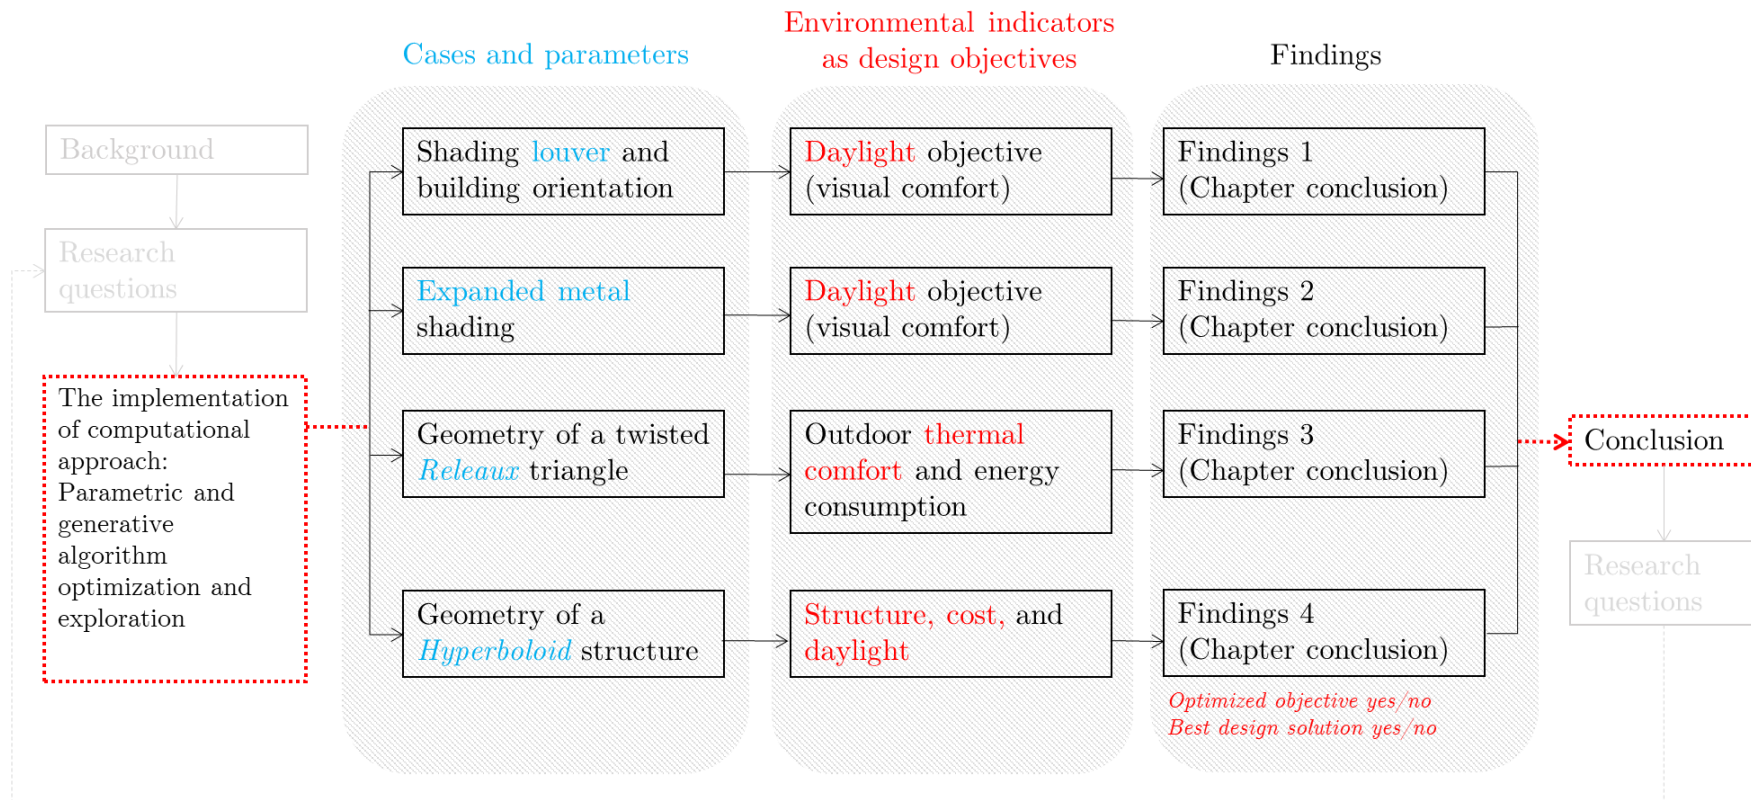 Background
Research
questions
The implementation
of computational
approach:
Parametric and
generative
algorithm
optimization and
exploration
Cases and parameters
Shading louver and
building orientation
Expanded metal
shading
Geometry of a twisted
Releaux triangle
Geometry of a
Hyperboloid structure
Environmental indicators
as design objectives
Daylight objective
(visual comfort)
Daylight objective
(visual comfort)
Outdoor thermal
comfort and energy
consumption
Structure, cost, and
daylight
Findings
Findings 1
(Chapter conclusion)
Findings 2
(Chapter conclusion)
Findings 3
(Chapter conclusion)
Findings 4
(Chapter conclusion)
Optimized objective yes/no
Best design solution yes/no
Conclusion
Research
questions